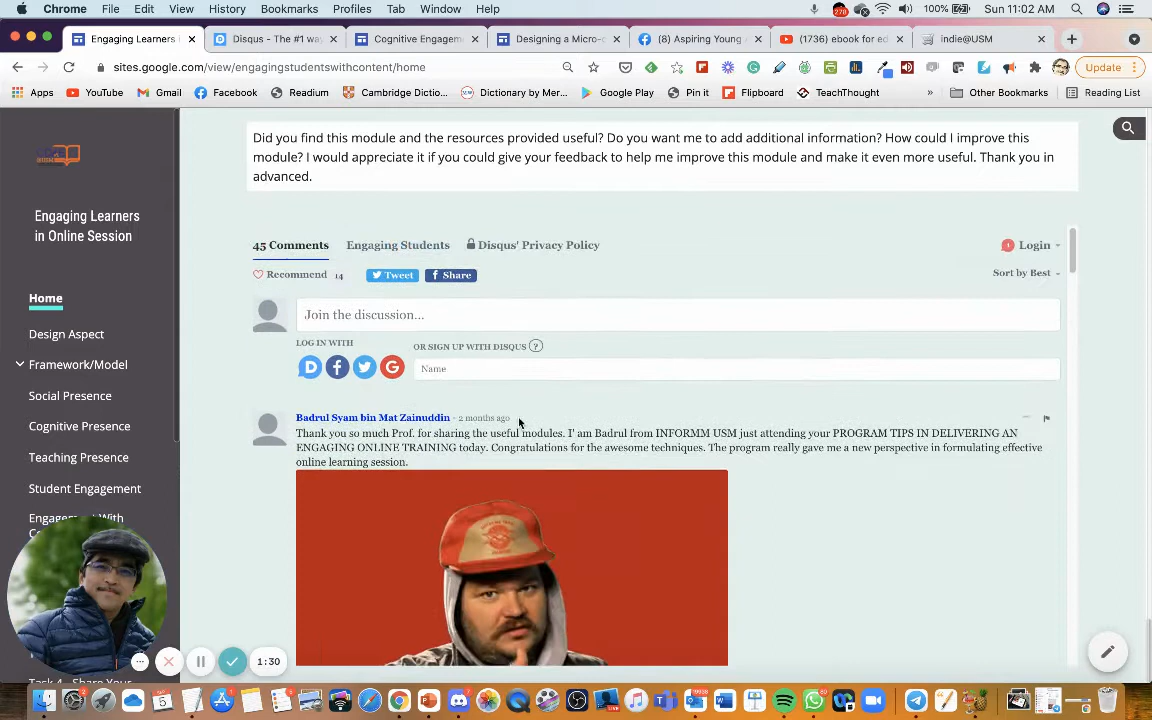 Chrome File Edit View History Bookmarks Profiles Tab Window Help
278
100%
Sun 11:02 AM
Engaging Learners
Disqus - The #1 wa
Cognitive Engagem
Designing a Micro-c
(8) Aspiring Young
(1736) ebook for ed
indie@USM
sites.google.com/view/engagingstudentswithcontent/home
Update
Apps YouTube Gmail Facebook Readium Cambridge Dictio... Dictionary by Mer... Google Play Pin it Flipboard TeachThought » Other Bookmarks Reading List
Did you find this module and the resources provided useful? Do you want me to add additional information? How could I improve this
module? I would appreciate it if you could give your feedback to help me improve this module and make it even more useful. Thank you in
advanced.
Engaging Learners
in Online Session
Home
Design Aspect
Framework/Model
Social Presence
Cognitive Presence
Teaching Presence
Student Engagement
Engagement With
45 Comments Engaging Students Disqus' Privacy Policy
1 Login
Recommend 14 Tweet f Share
Sort by Best
Join the discussion...
LOG IN WITH
OR SIGN UP WITH DISQUS ?
Name
Badrul Syam bin Mat Zainuddin - 2 months ago
Thank you so much Prof. for sharing the useful modules. I' am Badrul from INFORMM USM just attending your PROGRAM TIPS IN DELIVERING AN
ENGAGING ONLINE TRAINING today. Congratulations for the awesome techniques. The program really gave me a new perspective in formulating effective
online learning session.
1:30